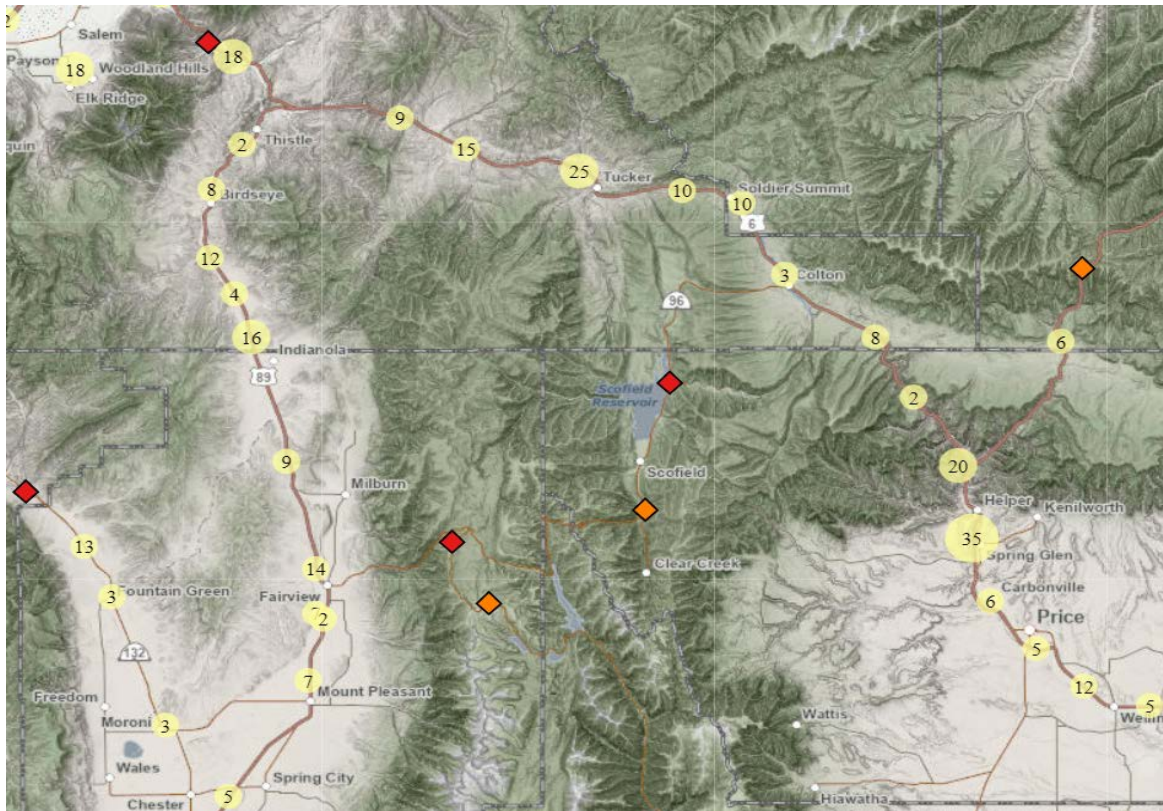 2
Salem
Payson
18
Woodland Hills
Elk Ridge
18
quin
Thistle
2
9
15
25
Tucker
10
10
Soldier Summit
6
8
Birdseye
12
4
16
Indianola
89
3
Colton
96
8
6
Scofield
Reservoir
2
9
Milburn
20
Scofield
Helper
Kenilworth
35
Spring Glen
13
3
Fountain Green
14
Fairview
2
Clear Creek
6
Carbonville
Price
5
132
7
Mount Pleasant
12
Freedom
Moroni
3
Wattis
5
Wellin
Wales
Spring City
Chester
5
Hiawatha